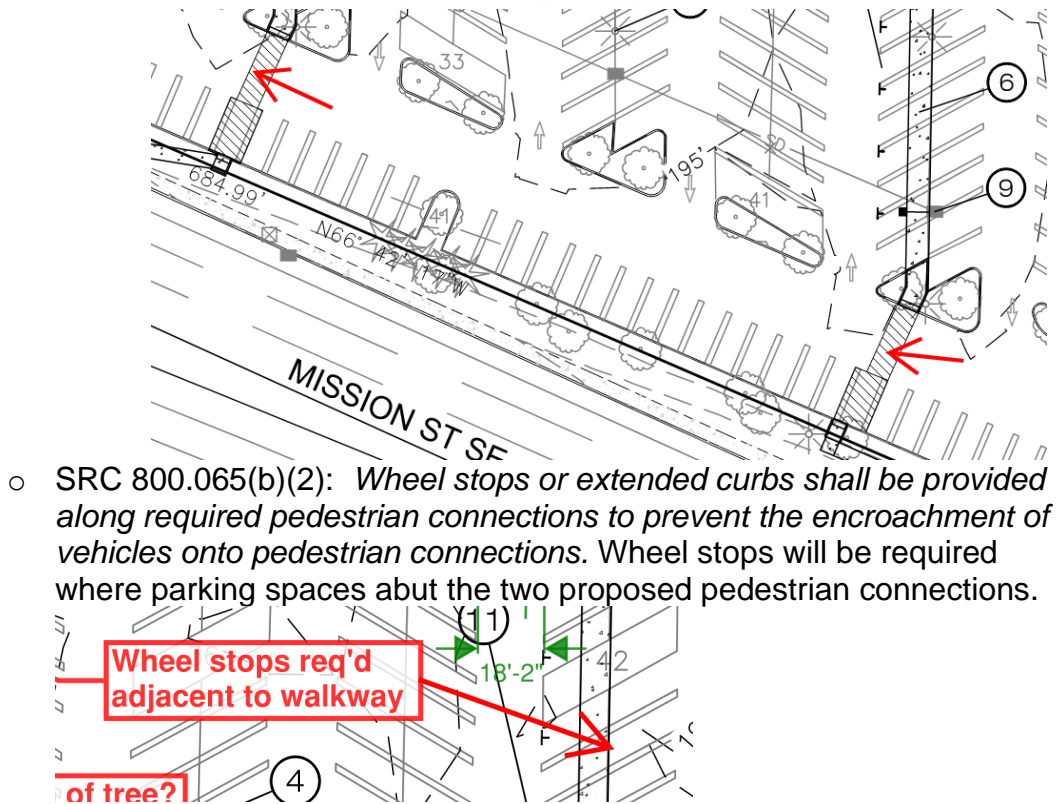 33
6
195'
SD
41
9
684.99'
41
N66° 42' 17"W
MISSION ST SE
o SRC 800.065(b)(2): Wheel stops or extended curbs shall be provided
along required pedestrian connections to prevent the encroachment of
vehicles onto pedestrian connections. Wheel stops will be required
where parking spaces abut the two proposed pedestrian connections.
11
Wheel stops req'd
adjacent to walkway
18'-2"
42
4
of tree?